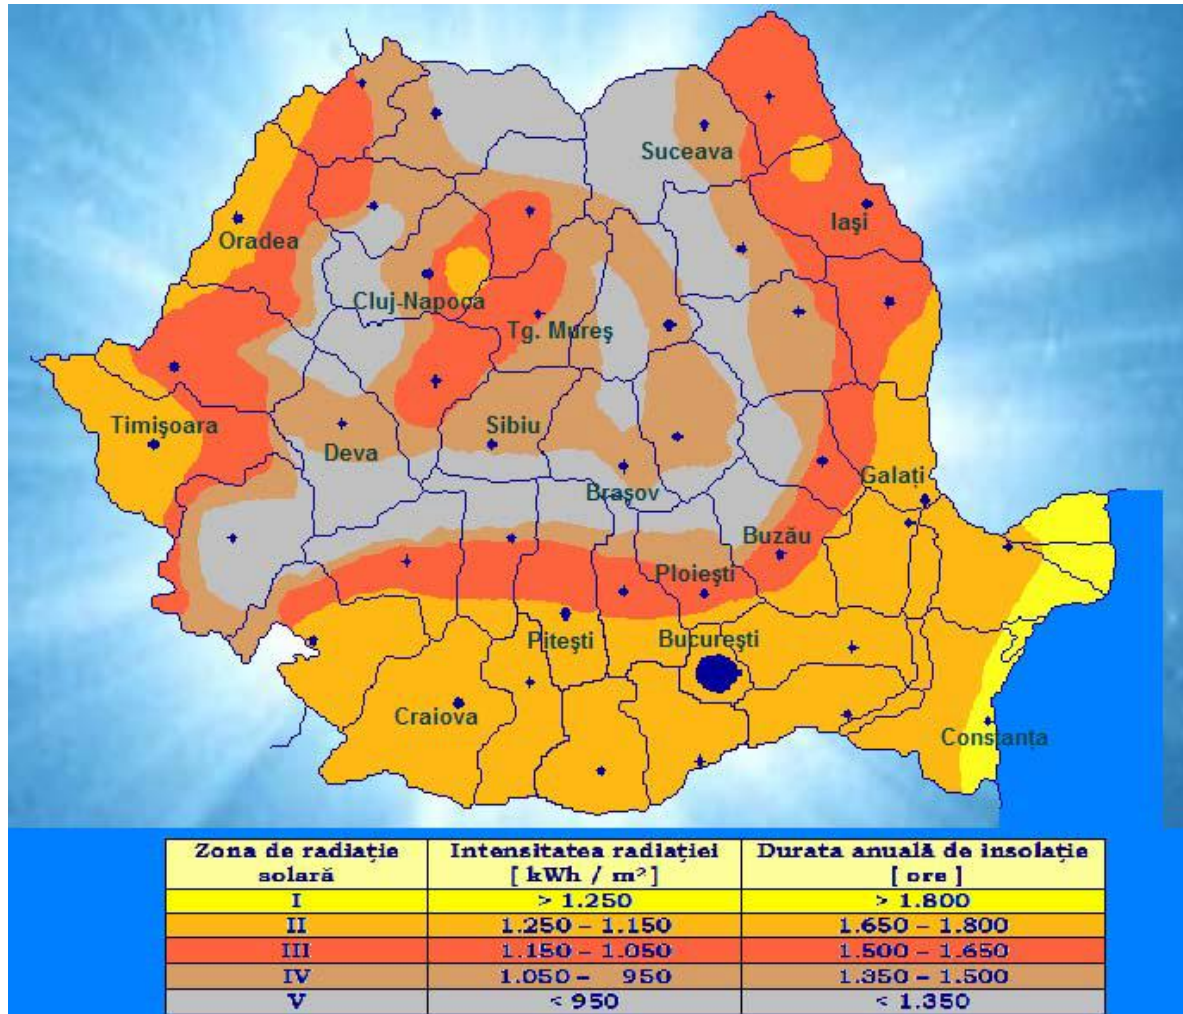 Suceava
Iaşi
Oradea
Cluj-Napoca
Tg. Mureş
Timişoara
Sibiu
Deva
Galaţi
Braşov
Buzău
Ploieşti
Piteşti
Bucureşti
Craiova
Constanţa
Zona de radiaţie solară
Intensitatea radiaţiei [ kWh / m² ]
Durata anuală de insolaţie [ ore ]
I > 1.250 > 1.800
II 1.250 – 1.150 1.650 – 1.800
III 1.150 – 1.050 1.500 – 1.650
IV 1.050 – 950 1.350 – 1.500
V < 950 < 1.350